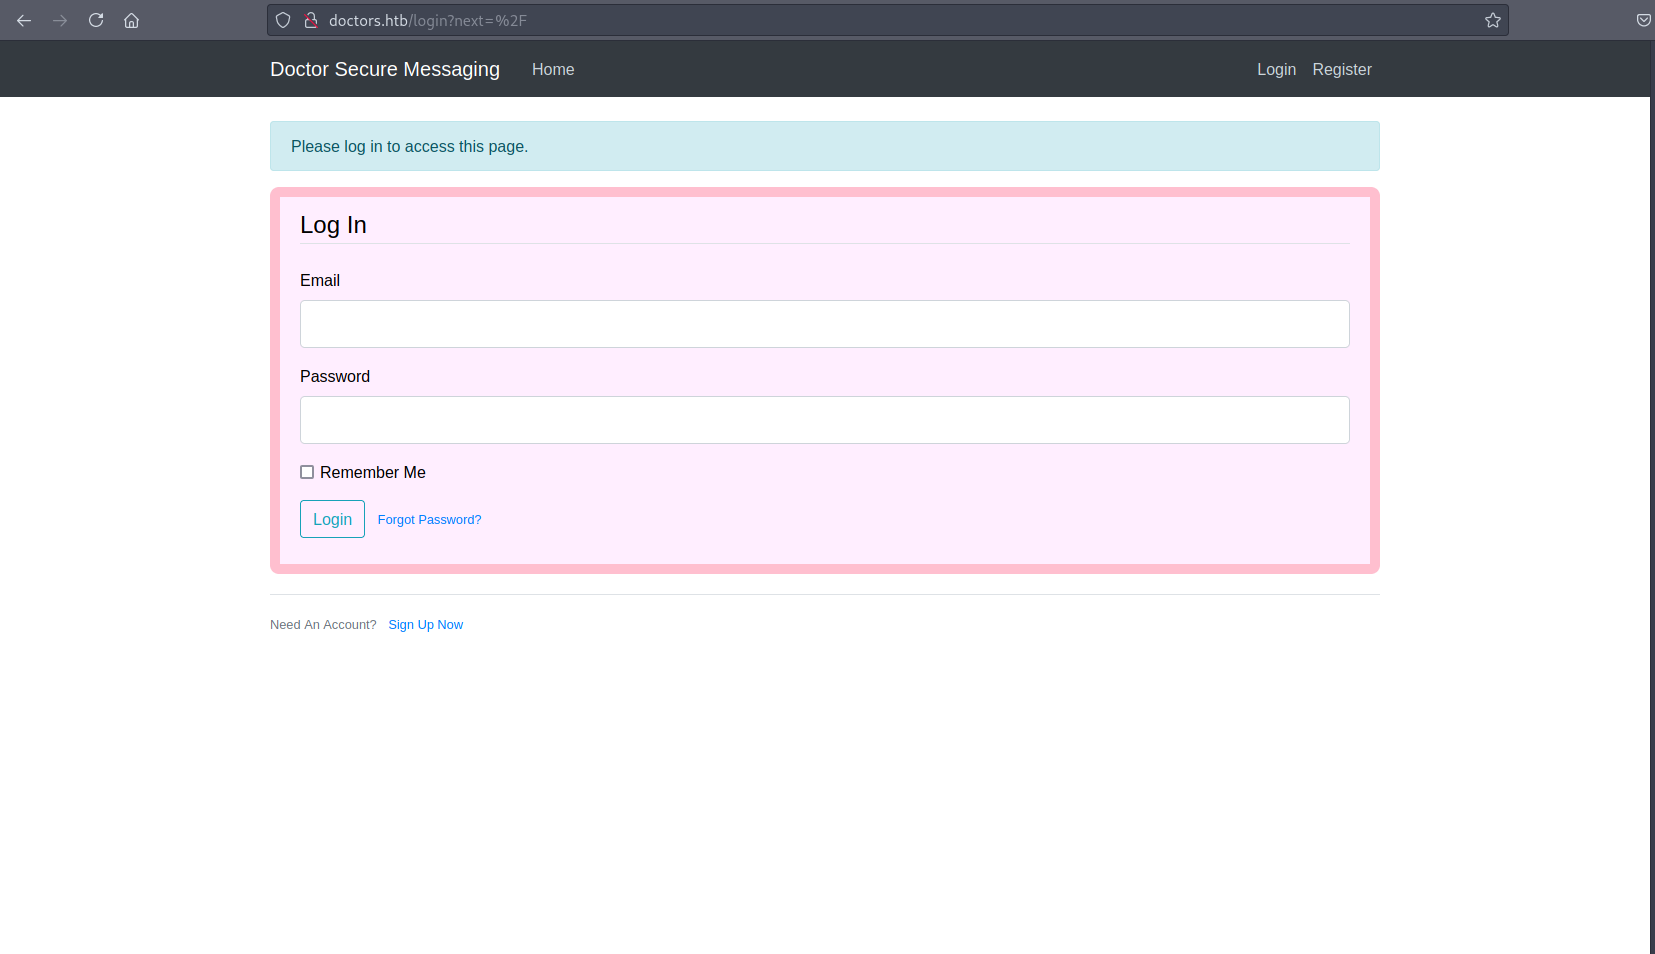 doctors.htb/login?next=%2F
Doctor Secure Messaging Home Login Register
Please log in to access this page.
Log In
Email
Password
Remember Me
Login Forgot Password?
Need An Account? Sign Up Now